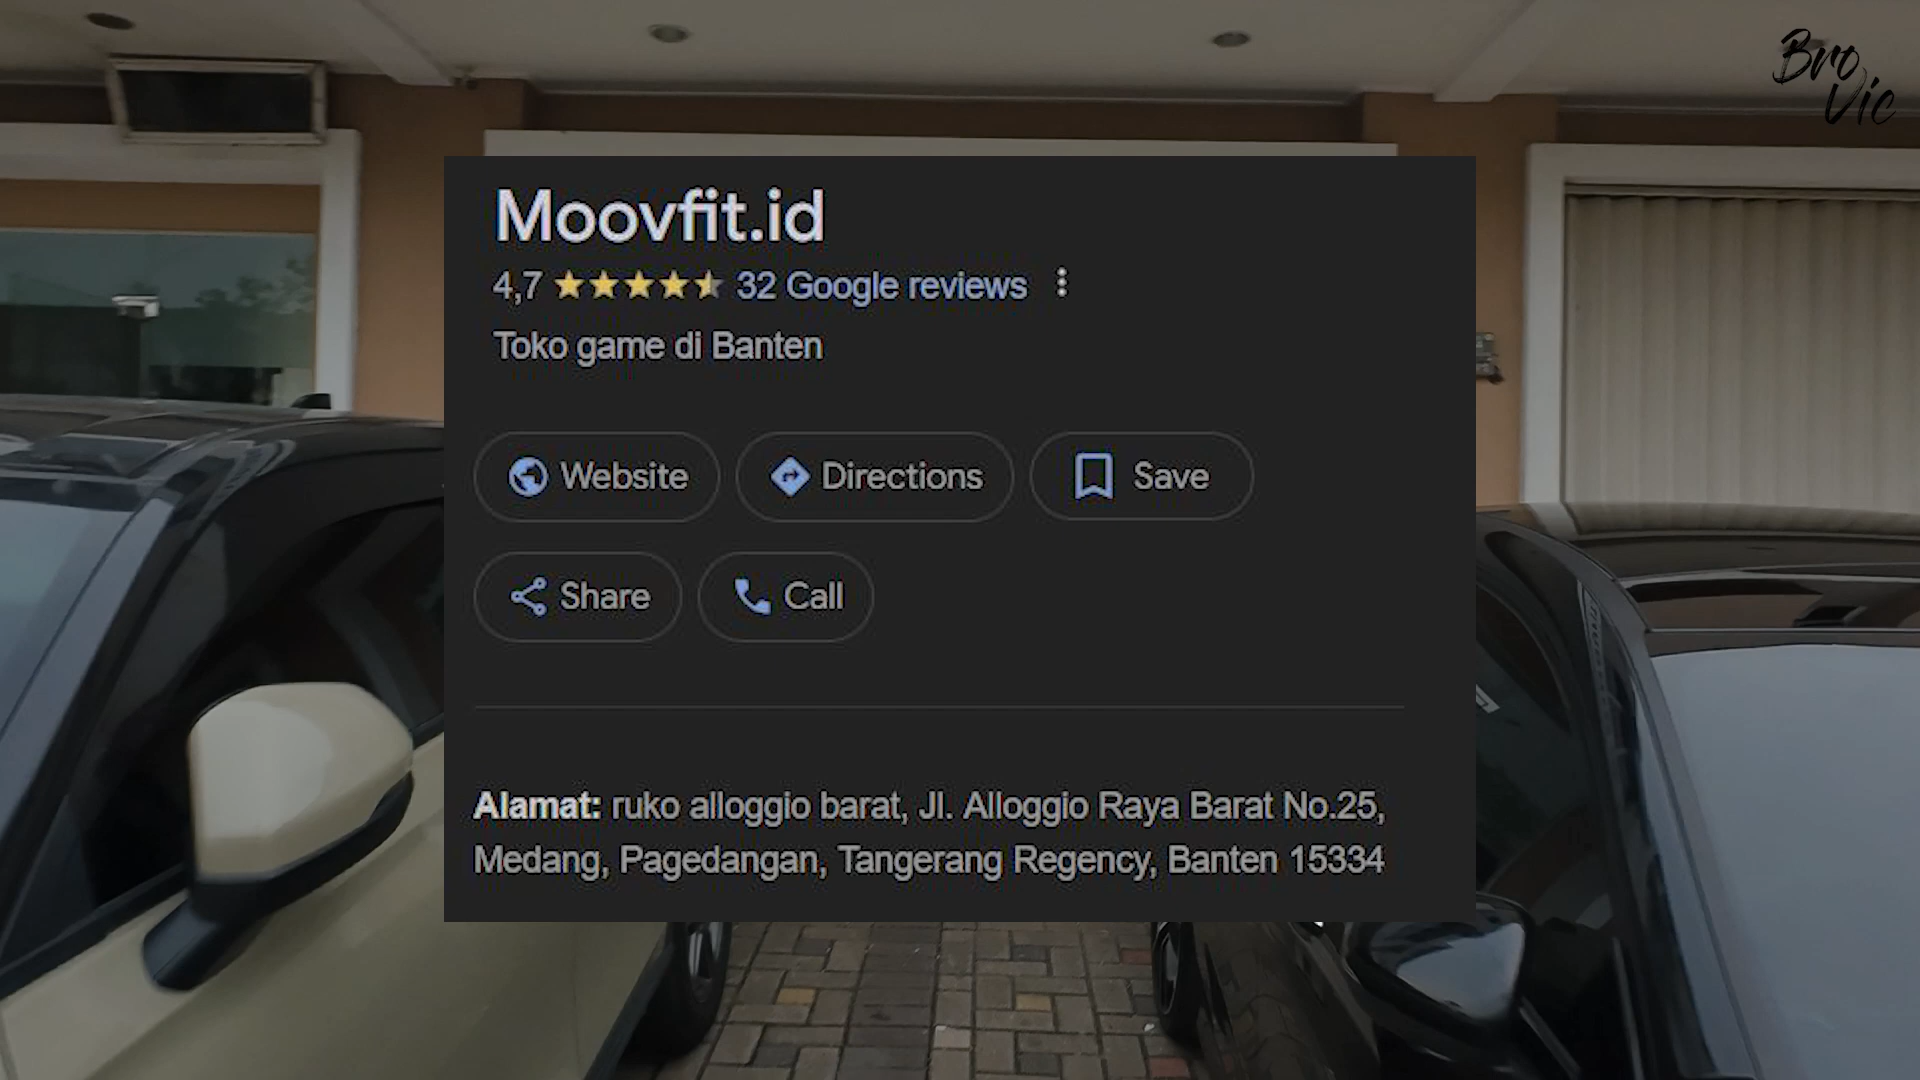 Bro
Vic
Moovfit.id
4,7 32 Google reviews
Toko game di Banten
Website Directions Save
Share Call
Alamat: ruko alloggio barat, Jl. Alloggio Raya Barat No.25,
Medang, Pagedangan, Tangerang Regency, Banten 15334